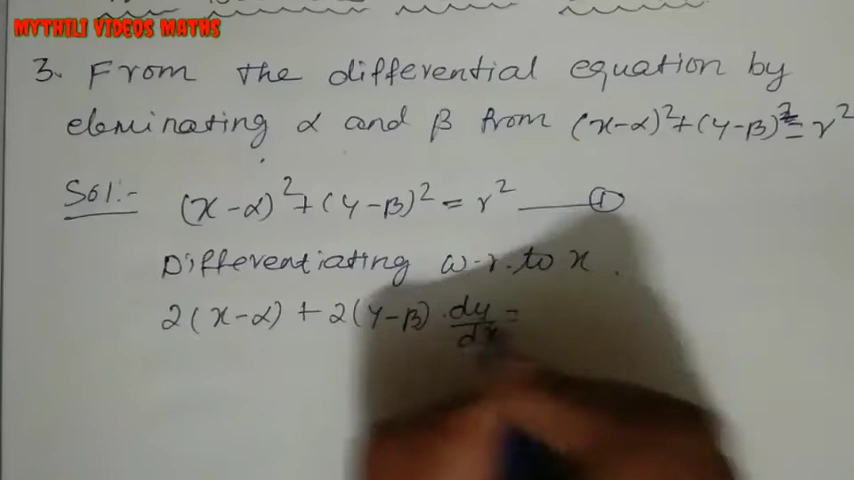 MYTHILI VIDEOS MATHS
3. From the differential equation by
eleminating α and β from (x-α)²+(y-β)²=r²
Sol:- (x-α)²+(y-β)²=r² —— ①
Differentiating w.r.to x.
2(x-α)+2(y-β).dy/dx=